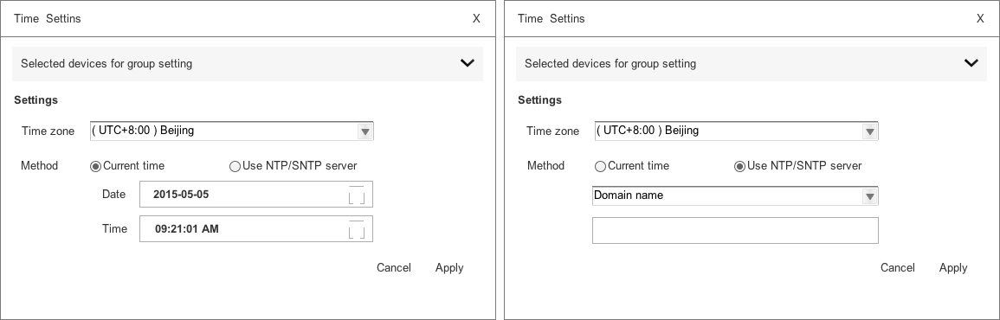 Time Settins X
Selected devices for group setting
Settings
Time zone ( UTC+8:00 ) Beijing
Method Current time Use NTP/SNTP server
Date 2015-05-05
Time 09:21:01 AM
Cancel Apply
Time Settins X
Selected devices for group setting
Settings
Time zone ( UTC+8:00 ) Beijing
Method Current time Use NTP/SNTP server
Domain name
Cancel Apply